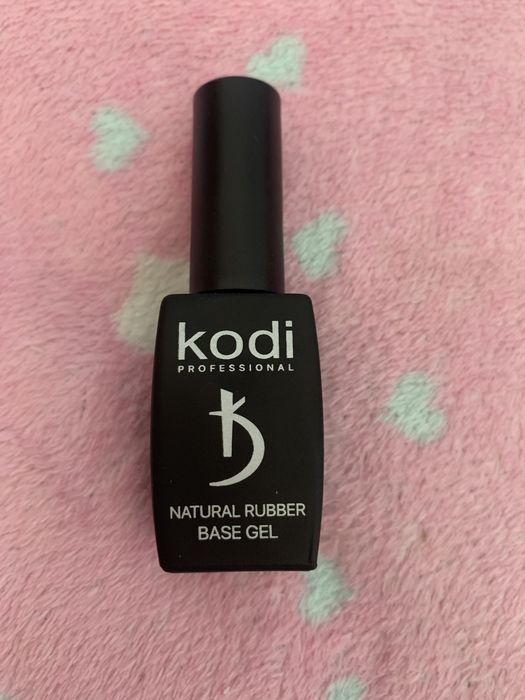 kodi
PROFESSIONAL
NATURAL RUBBER
BASE GEL